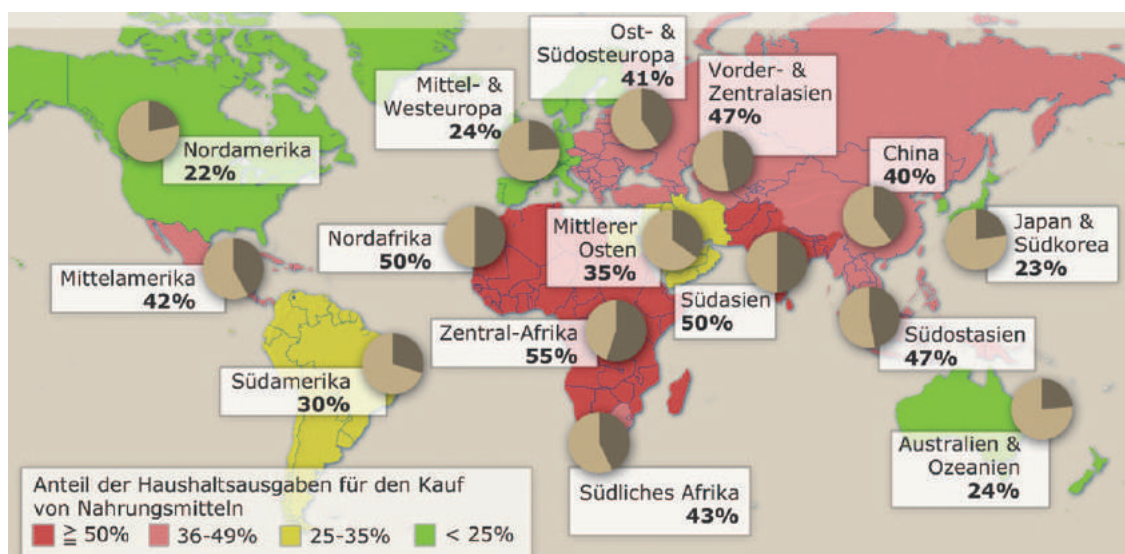 Ost- &
Südosteuropa
41%
Mittel- &
Westeuropa
24%
Vorder- &
Zentralasien
47%
Nordamerika
22%
China
40%
Nordafrika
50%
Mittlerer
Osten
35%
Japan &
Südkorea
23%
Mittelamerika
42%
Südasien
50%
Zentral-Afrika
55%
Südostasien
47%
Südamerika
30%
Australien &
Ozeanien
24%
Südliches Afrika
43%
Anteil der Haushaltsausgaben für den Kauf
von Nahrungsmitteln
≧ 50% 36-49% 25-35% < 25%